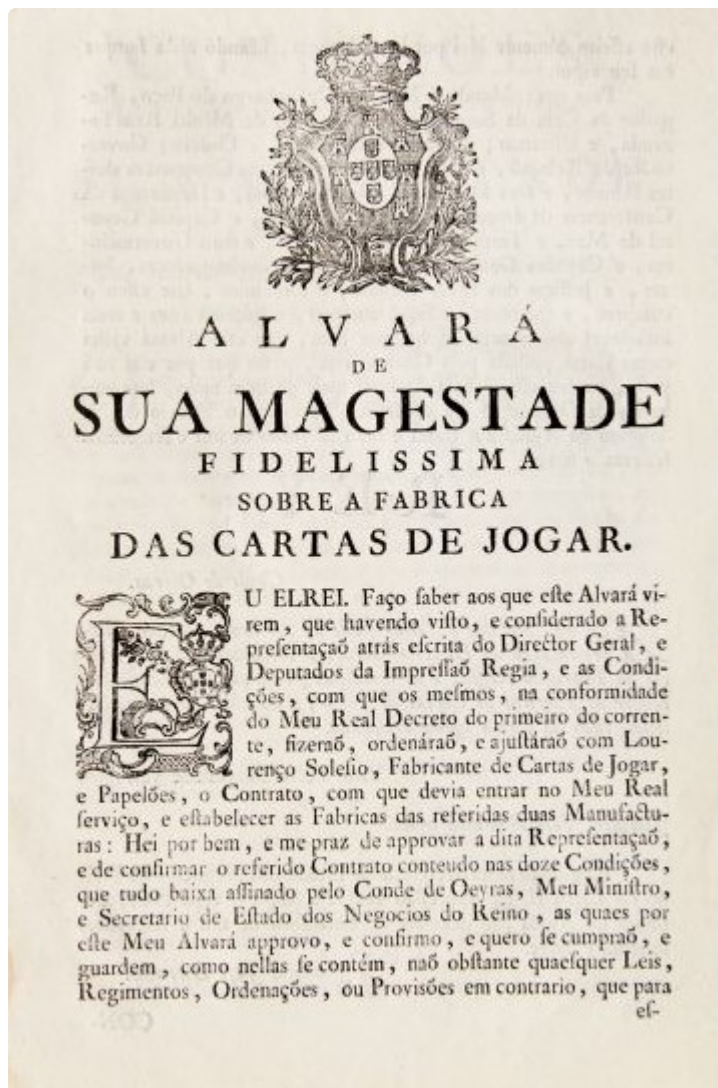 ALVARÁ
DE
SUA MAGESTADE
FIDELISSIMA
SOBRE A FABRICA
DAS CARTAS DE JOGAR.
EU ELREI. Faço ſaber aos que eſte Alvará vi-
rem, que havendo viſto, e conſiderado a Re-
preſentaçaõ atrás eſcrita do Director Geral, e
Deputados da Impreſſaõ Regia, e as Condi-
ções, com que os meſmos, na conformidade
do Meu Real Decreto do primeiro do corren-
te, fizeraõ, ordenáraõ, e ajuſtáraõ com Lou-
renço Soleſio, Fabricante de Cartas de Jogar,
e Papelões, o Contrato, com que devia entrar no Meu Real
ſerviço, e eſtabelecer as Fabricas das referidas duas Manufactu-
ras: Hei por bem, e me praz de approvar a dita Repreſentaçaõ,
e de confirmar o referido Contrato conteudo nas doze Condições,
que tudo baixa aſſinado pelo Conde de Oeyras, Meu Miniſtro,
e Secretario de Eſtado dos Negocios do Reino, as quaes por
eſte Meu Alvará approvo, e confirmo, e quero ſe cumpraõ, e
guardem, como nellas ſe contém, naõ obſtante quaeſquer Leis,
Regimentos, Ordenações, ou Provisões em contrario, que para
eſ-